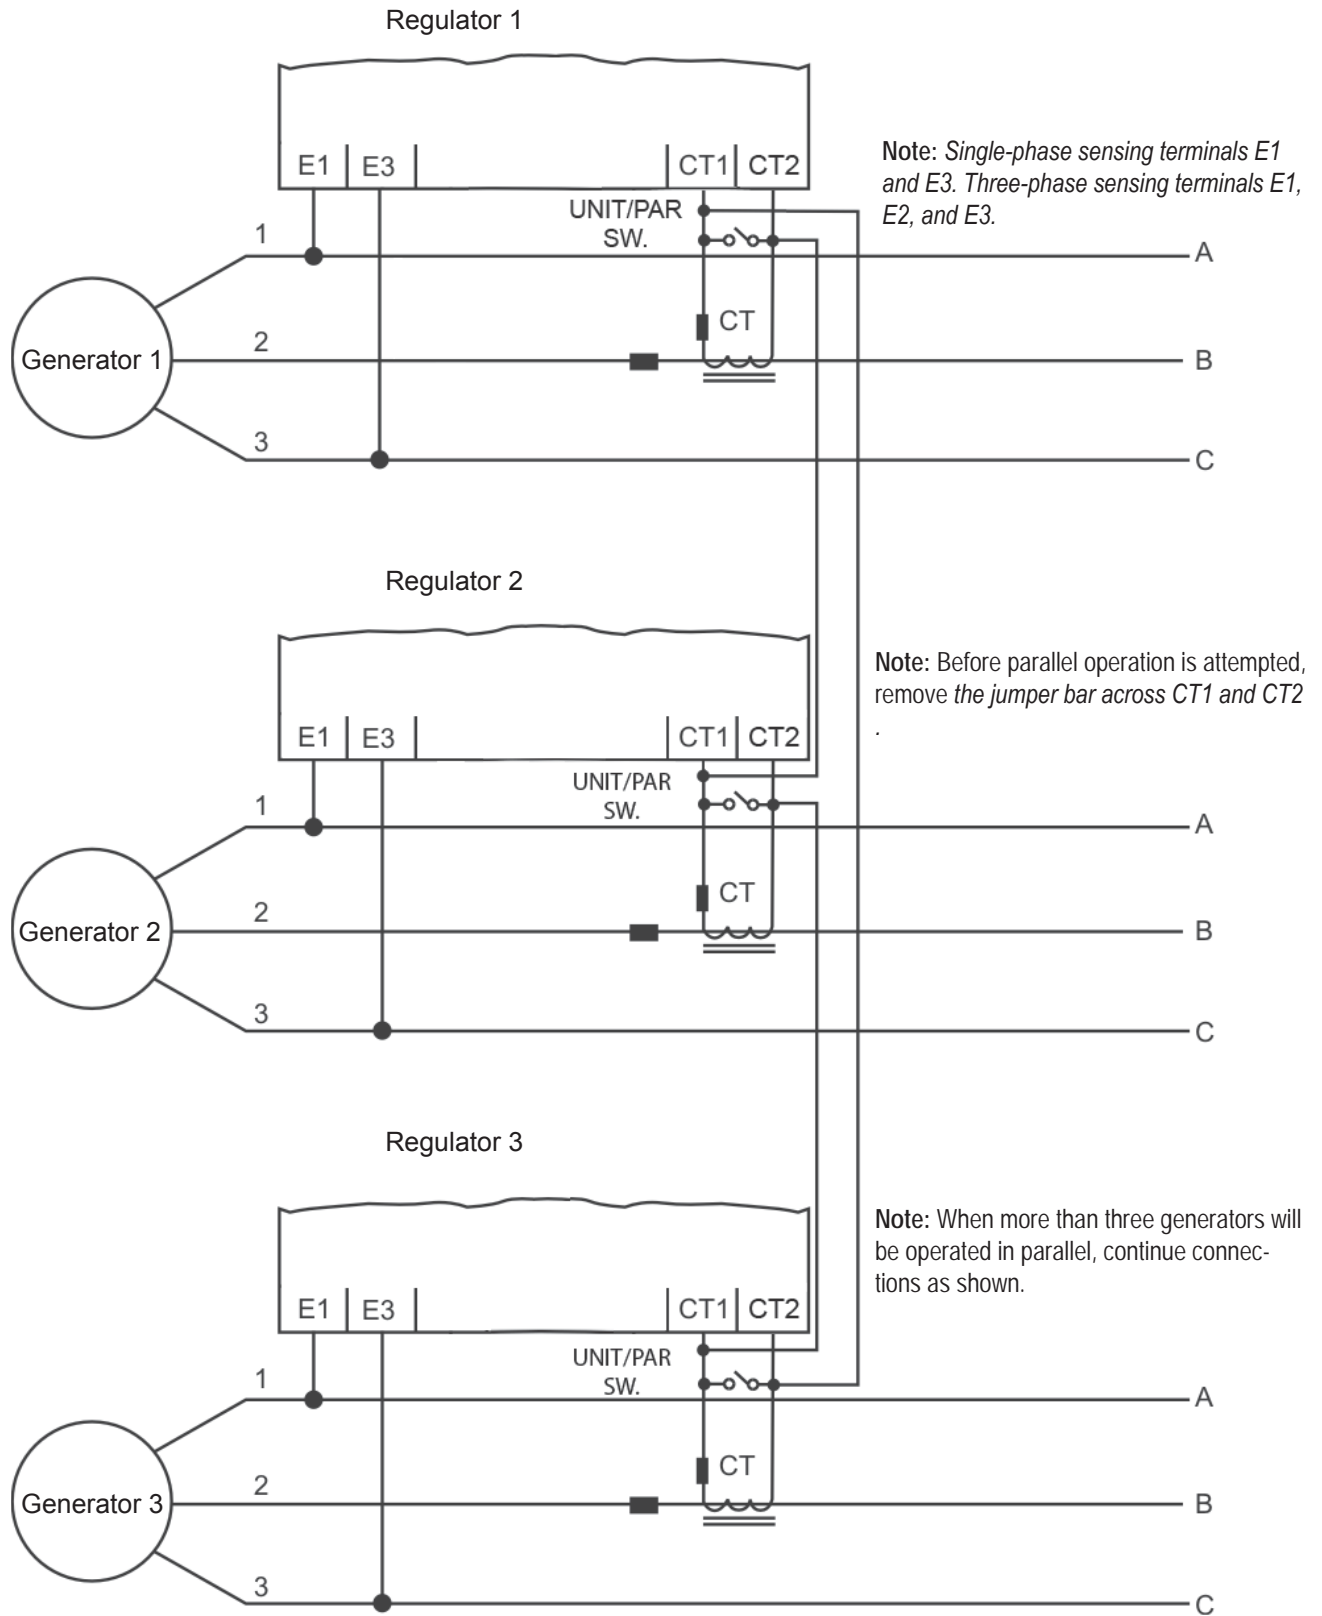 Regulator 1
E1 E3 CT1 CT2
Note: Single-phase sensing terminals E1
and E3. Three-phase sensing terminals E1,
E2, and E3.
UNIT/PAR
SW.
1
A
CT
Generator 1
2
B
3
C
Regulator 2
Note: Before parallel operation is attempted,
remove the jumper bar across CT1 and CT2
.
E1 E3 CT1 CT2
UNIT/PAR
SW.
1
A
CT
Generator 2
2
B
3
C
Regulator 3
Note: When more than three generators will
be operated in parallel, continue connec-
tions as shown.
E1 E3 CT1 CT2
UNIT/PAR
SW.
1
A
CT
Generator 3
2
B
3
C